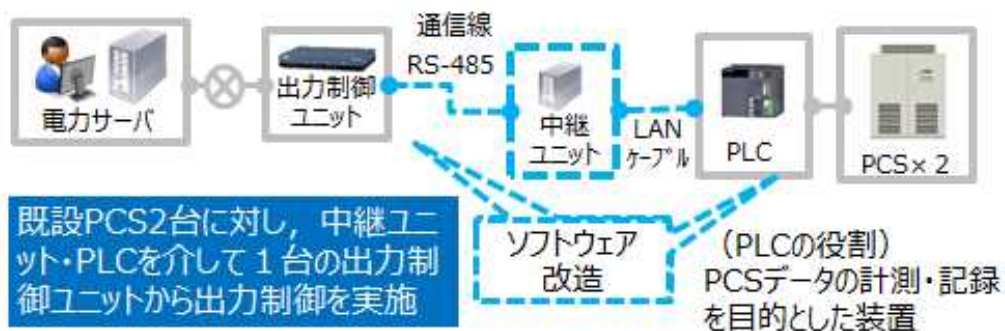 通信線
RS-485
電力サーバ
出力制御
ユニット
中継
ユニット
LAN
ケーブル
PLC
PCS×2
既設PCS2台に対し，中継ユニ
ット・PLCを介して１台の出力制
御ユニットから出力制御を実施
ソフトウェア
改造
（PLCの役割）
PCSデータの計測・記録
を目的とした装置